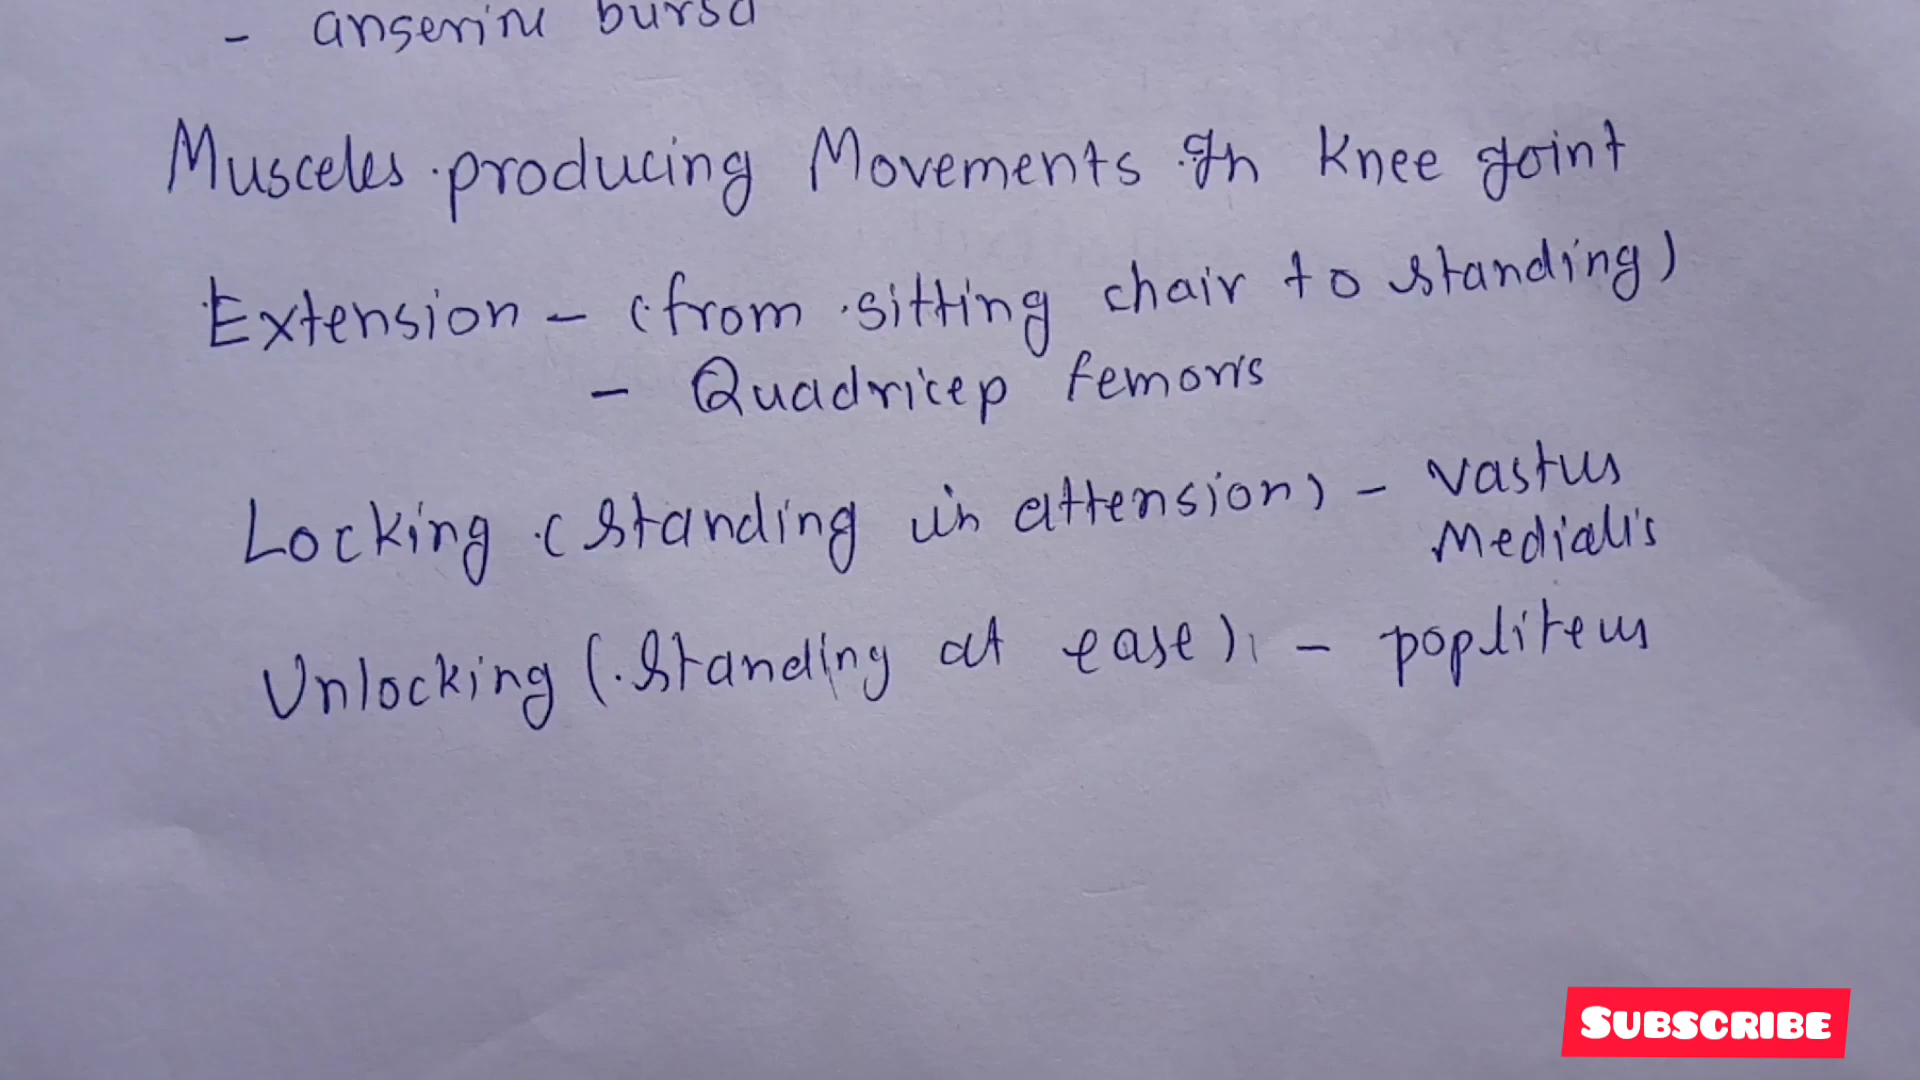 - anserine bursa
Musceles producing Movements In Knee joint
Extension - (from sitting chair to standing)
- Quadricep femoris
Locking (standing in attension) - vastus
Medialis
Unlocking (standing at ease) - popliteus
SUBSCRIBE